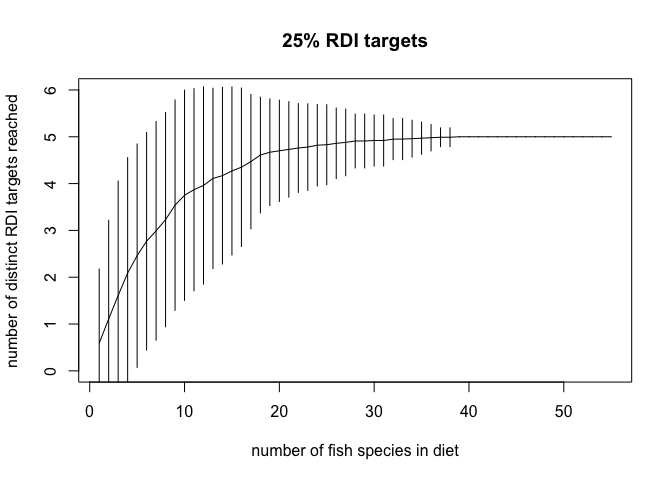 25% RDI targets
number of distinct RDI targets reached
6
5
4
3
2
1
0
0 10 20 30 40 50
number of fish species in diet